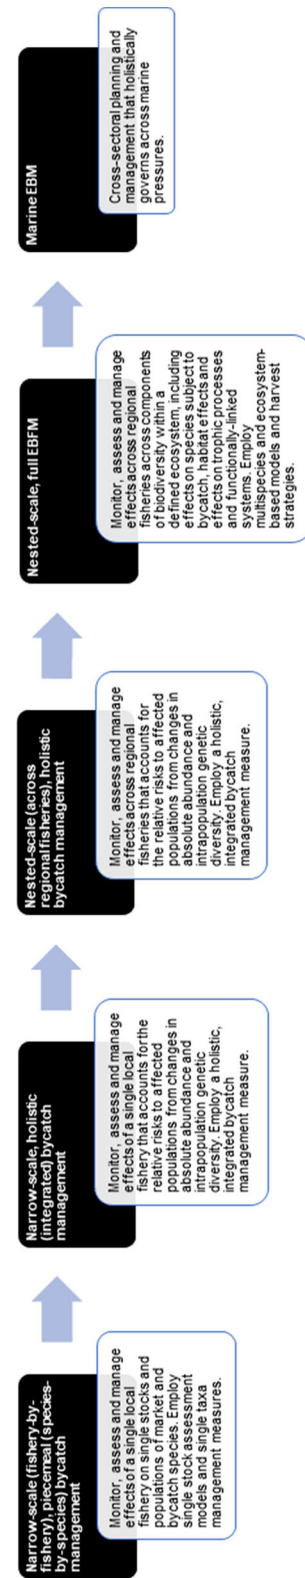 Narrow-scale (fishery-by-
fishery), piecemeal (species-
by-species) bycatch
management
Monitor, assess and manage
effects of a single local
fishery on single stocks and
populations of market and
bycatch species. Employ
single stock assessment
models and single taxa
management measures.
Narrow-scale, holistic
(integrated) bycatch
management
Monitor, assess and manage
effects of a single local
fishery that accounts for the
relative risks to affected
populations from changes in
absolute abundance and
intrapopulation genetic
diversity. Employ a holistic,
integrated bycatch
management measure.
Nested-scale (across
regional fisheries), holistic
bycatch management
Monitor, assess and manage
effects across regional
fisheries that accounts for
the relative risks to affected
populations from changes in
absolute abundance and
intrapopulation genetic
diversity. Employ a holistic,
integrated bycatch
management measure.
Nested-scale, full EBFM
Monitor, assess and manage
effects across regional
fisheries across components
of biodiversity within a
defined ecosystem, including
effects on species subject to
bycatch, habitat effects and
effects on trophic processes
and functionally-linked
systems. Employ
multispecies and ecosystem-
based models and harvest
strategies.
Marine EBM
Cross-sectoral planning and
management that holistically
governs across marine
pressures.